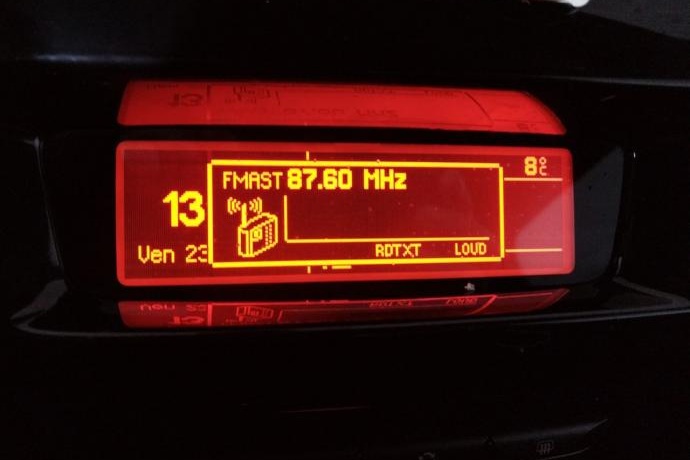 8°C
FMAST 87.60 MHz
13
RDTXT LOUD
Ven 23